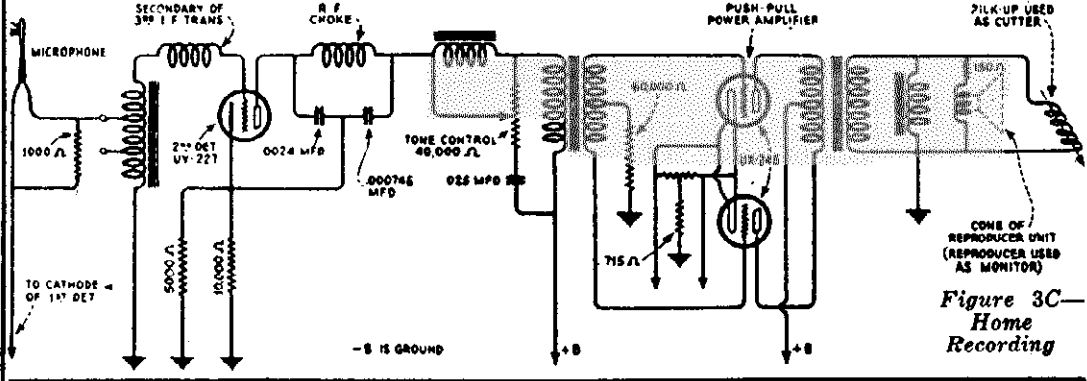 SECONDARY OF
3RD I F TRANS
R F
CHOKE
PUSH-PULL
POWER AMPLIFIER
PICK-UP USED
AS CUTTER
MICROPHONE
1000 Ω
2ND DET
UY-227
.0024 MFD
.000745
MFD
TONE CONTROL
40,000 Ω
.025 MFD
UX-245
715 Ω
5000 Ω
10,000 Ω
TO CATHODE
OF 1ST DET
-B IS GROUND
+B
+B
CONE OF
REPRODUCER UNIT
(REPRODUCER USED
AS MONITOR)
Figure 3C—
Home
Recording